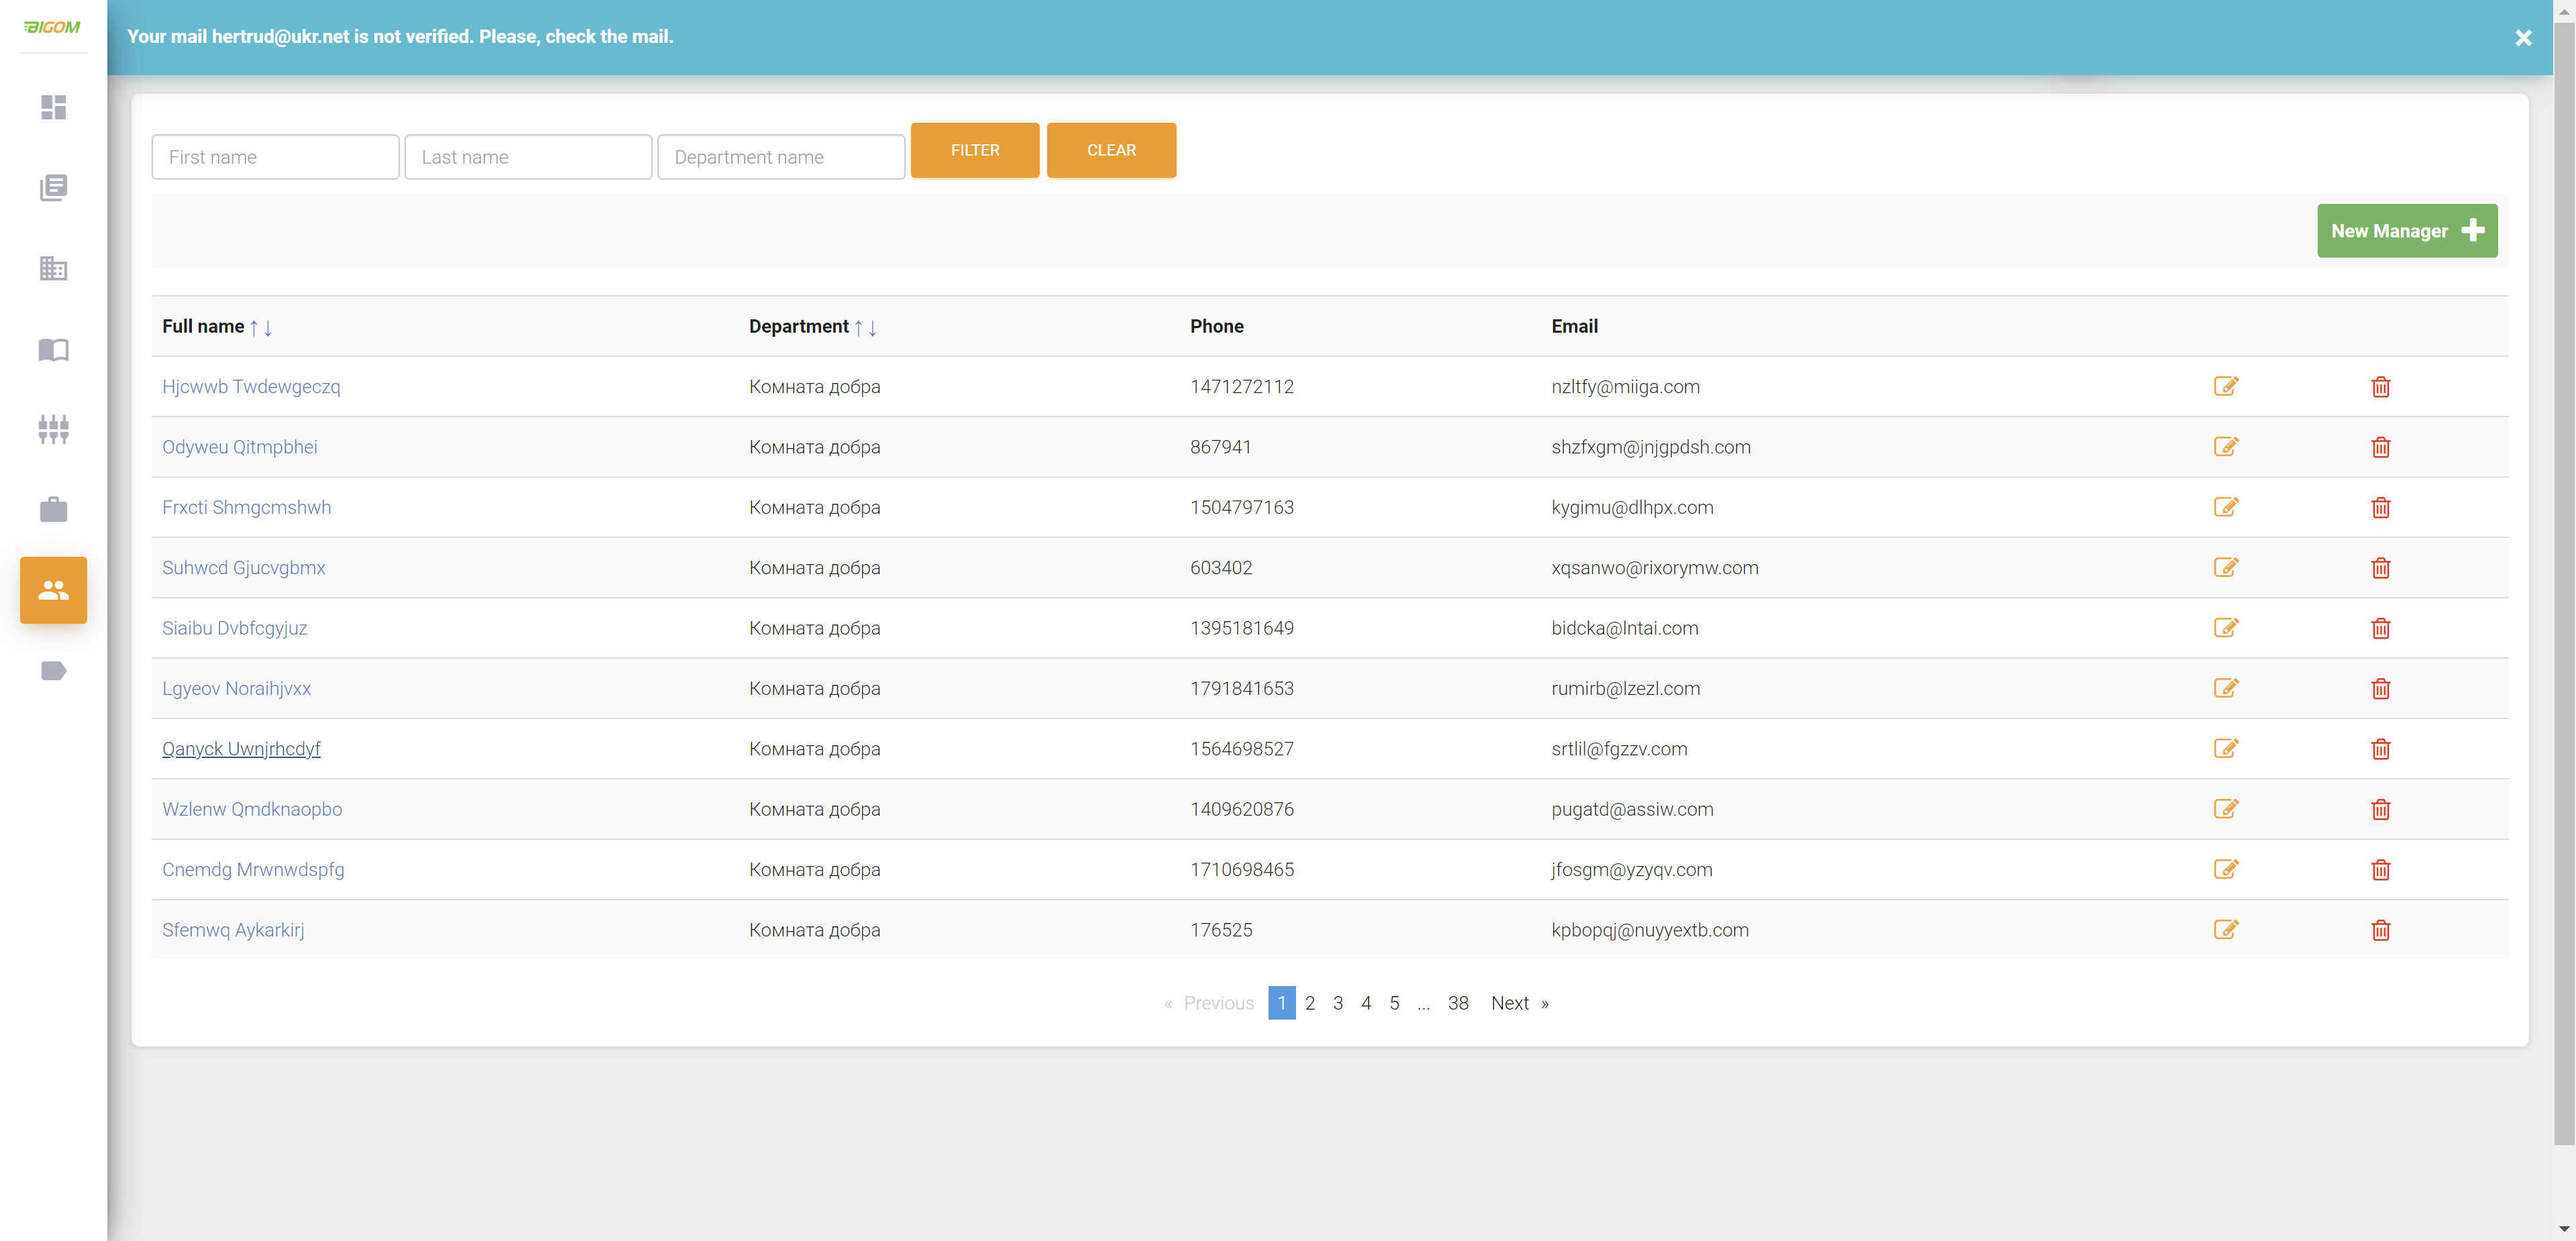 BIGOM
Your mail hertrud@ukr.net is not verified. Please, check the mail.
First name Last name Department name FILTER CLEAR
New Manager
Full name ↑↓ Department ↑↓ Phone Email
Hjcwwb Twdewgeczq Комната добра 1471272112 nzltfy@miiga.com
Odyweu Qitmpbhei Комната добра 867941 shzfxgm@jnjgpdsh.com
Frxcti Shmgcmshwh Комната добра 1504797163 kygimu@dlhpx.com
Suhwcd Gjucvgbmx Комната добра 603402 xqsanwo@rixorymw.com
Siaibu Dvbfcgyjuz Комната добра 1395181649 bidcka@lntai.com
Lgyeov Noraihjvxx Комната добра 1791841653 rumirb@lzezl.com
Qanyck Uwnjrhcdyf Комната добра 1564698527 srtlil@fgzzv.com
Wzlenw Qmdknaopbo Комната добра 1409620876 pugatd@assiw.com
Cnemdg Mrwnwdspfg Комната добра 1710698465 jfosgm@yzyqv.com
Sfemwq Aykarkirj Комната добра 176525 kpbopqj@nuyyextb.com
« Previous 1 2 3 4 5 ... 38 Next »